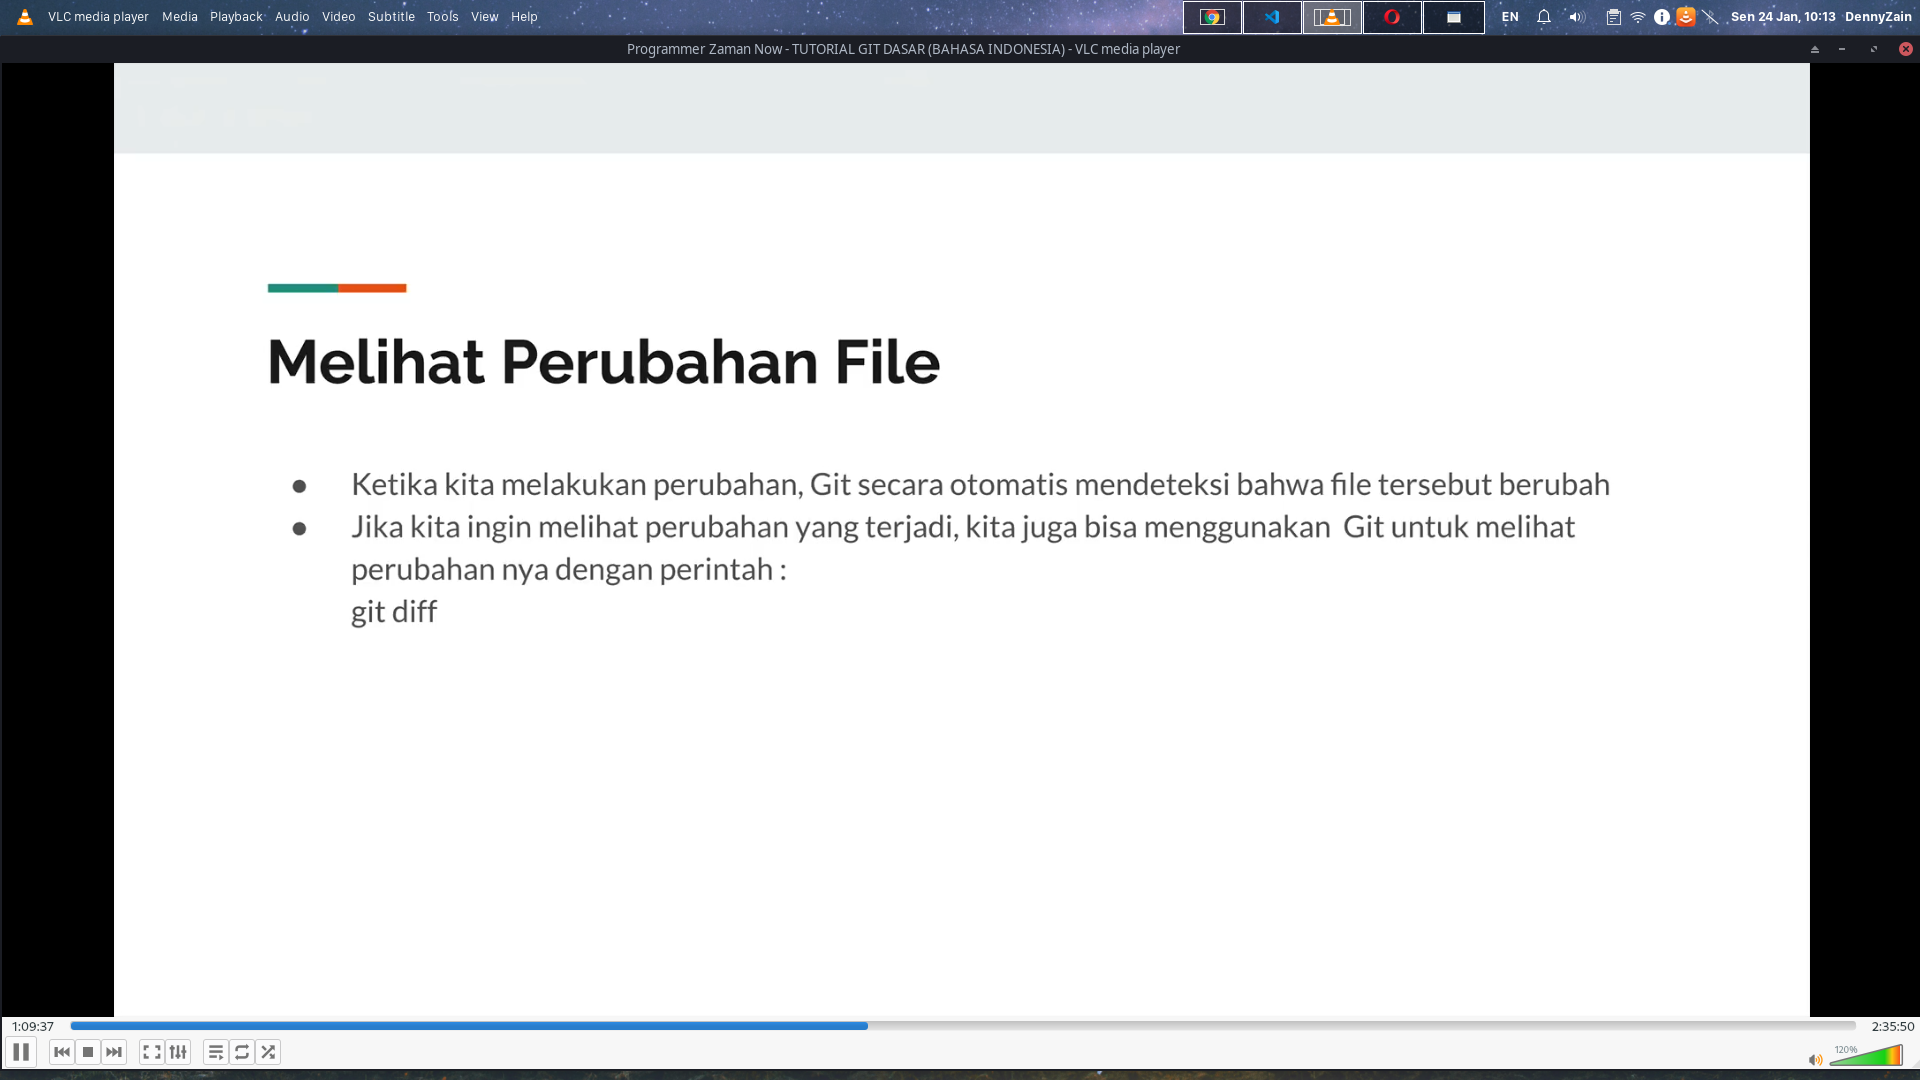 VLC media player Media Playback Audio Video Subtitle Tools View Help EN Sen 24 Jan, 10:13 DennyZain
Programmer Zaman Now - TUTORIAL GIT DASAR (BAHASA INDONESIA) - VLC media player
Melihat Perubahan File
● Ketika kita melakukan perubahan, Git secara otomatis mendeteksi bahwa file tersebut berubah
● Jika kita ingin melihat perubahan yang terjadi, kita juga bisa menggunakan Git untuk melihat
perubahan nya dengan perintah :
git diff
1:09:37 2:35:50
120%